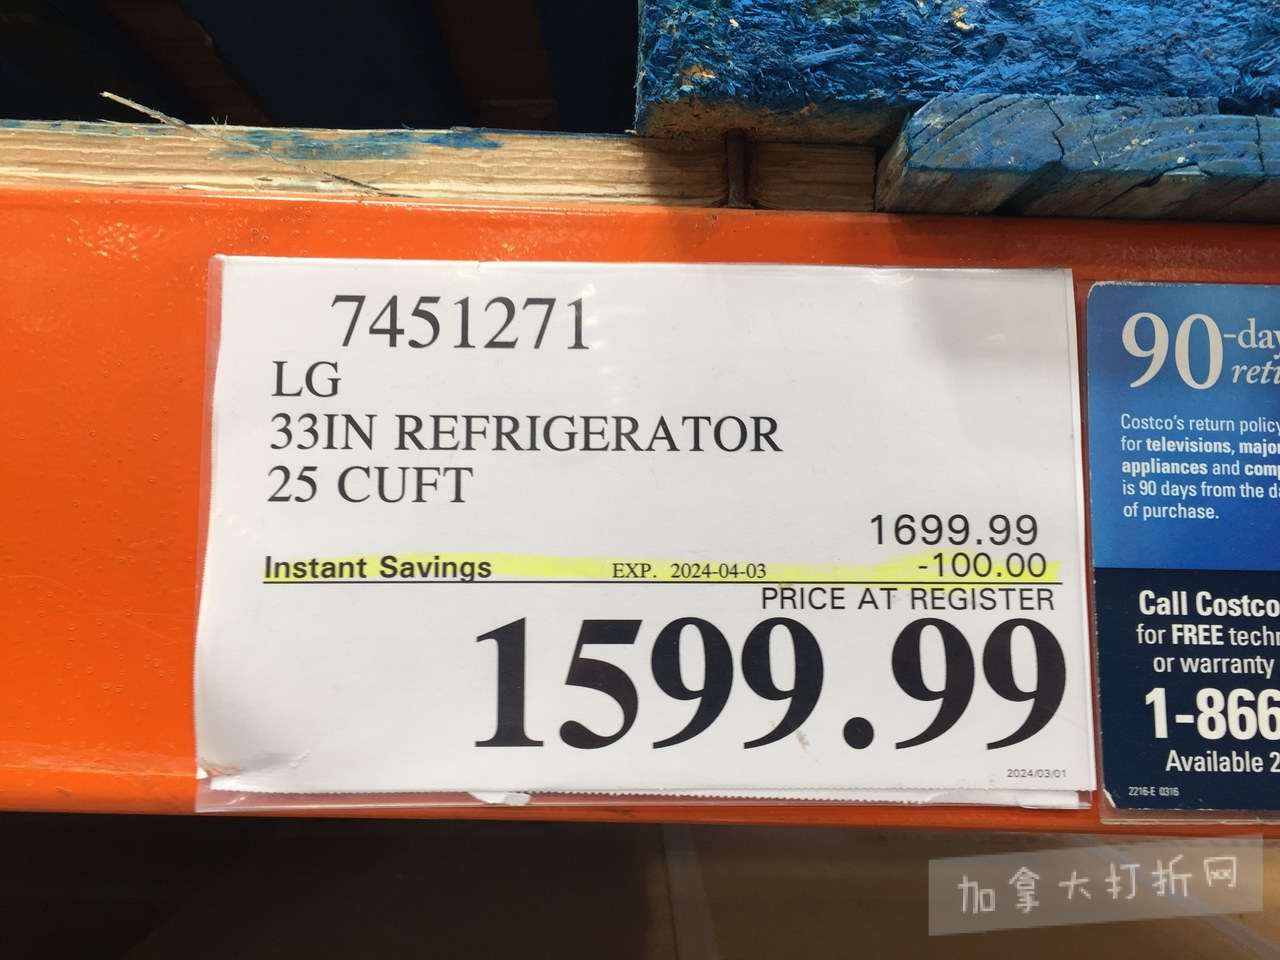 7451271
LG
33IN REFRIGERATOR
25 CUFT
1699.99
Instant Savings EXP. 2024-04-03 -100.00
PRICE AT REGISTER
1599.99
2024/03/01
90-day
Costco's return policy
for televisions, major
appliances and
is 90 days from the
of purchase.
Call Costco
for FREE
or warranty
1-866
Available 2
2216-E 0316
加拿大打折网